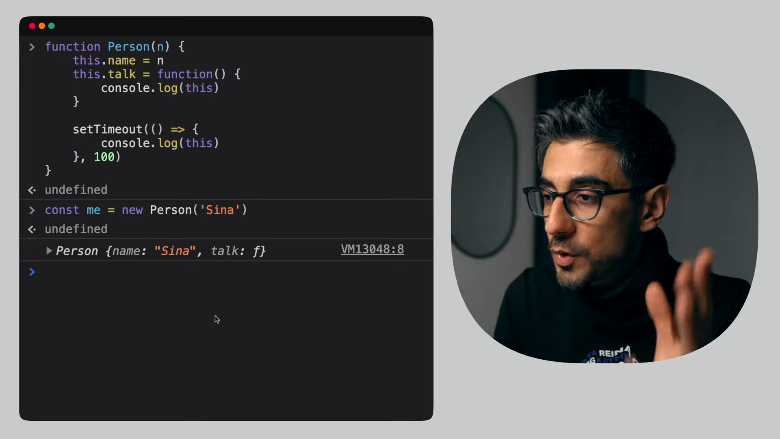 > function Person(n) {
this.name = n
this.talk = function() {
console.log(this)
}
setTimeout(() => {
console.log(this)
}, 100)
}
undefined
> const me = new Person('Sina')
undefined
Person {name: "Sina", talk: ƒ} VM13048:8
>
REI